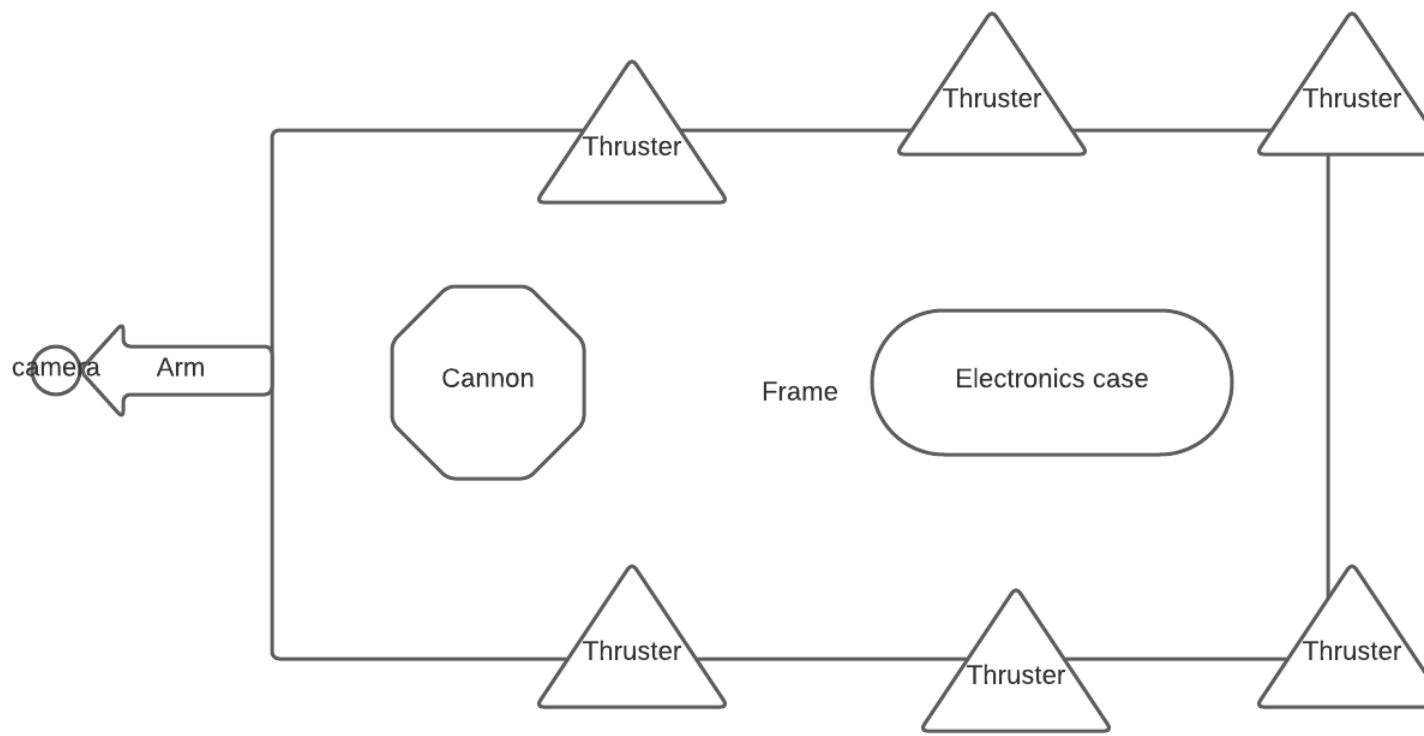 Thruster
Thruster
Thruster
camera
Arm
Cannon
Frame
Electronics case
Thruster
Thruster
Thruster